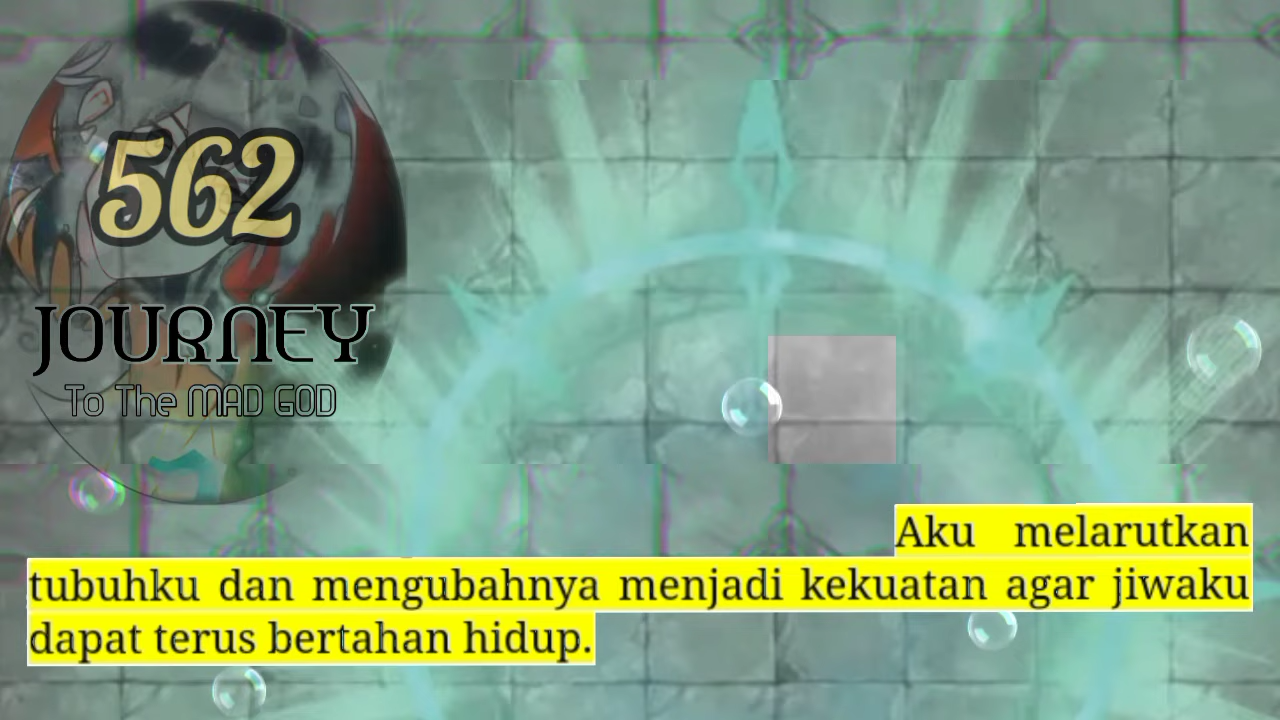 562
JOURNEY
To The MAD GOD
Aku melarutkan
tubuhku dan mengubahnya menjadi kekuatan agar jiwaku
dapat terus bertahan hidup.